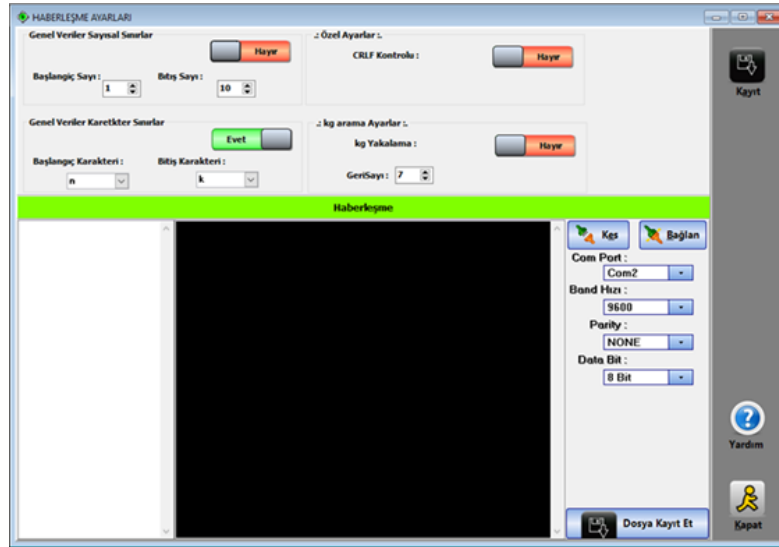 HABERLEŞME AYARLARI
Genel Veriler Sayısal Sınırlar
Hayır
Başlangiç Sayı :
Bitiş Sayı :
1
10
.: Özel Ayarlar :.
CRLF Kontrolu :
Hayır
Genel Veriler Karetkter Sınırlar
Evet
Başlangıç Karakteri :
Bitiş Karakteri :
n
k
.: kg arama Ayarlar :.
kg Yakalama :
Hayır
GeriSayı :
7
Haberleşme
Kes
Bağlan
Com Port :
Com2
Band Hızı :
9600
Parity :
NONE
Data Bit :
8 Bit
Dosya Kayıt Et
Kayıt
Yardım
Kapat